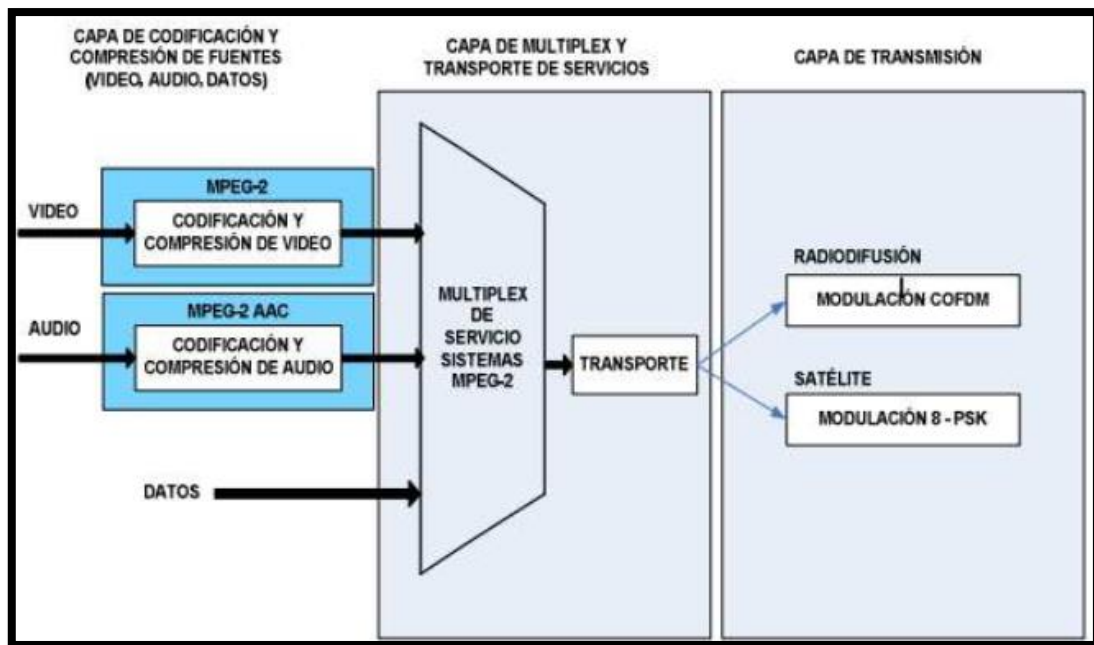 CAPA DE CODIFICACIÓN Y
COMPRESIÓN DE FUENTES
(VIDEO, AUDIO, DATOS)
CAPA DE MULTIPLEX Y
TRANSPORTE DE SERVICIOS
CAPA DE TRANSMISIÓN
MPEG-2
VIDEO
CODIFICACIÓN Y
COMPRESIÓN DE VIDEO
MPEG-2 AAC
AUDIO
CODIFICACIÓN Y
COMPRESIÓN DE AUDIO
DATOS
MULTIPLEX
DE
SERVICIO
SISTEMAS
MPEG-2
TRANSPORTE
RADIODIFUSIÓN
MODULACIÓN COFDM
SATÉLITE
MODULACIÓN 8 - PSK